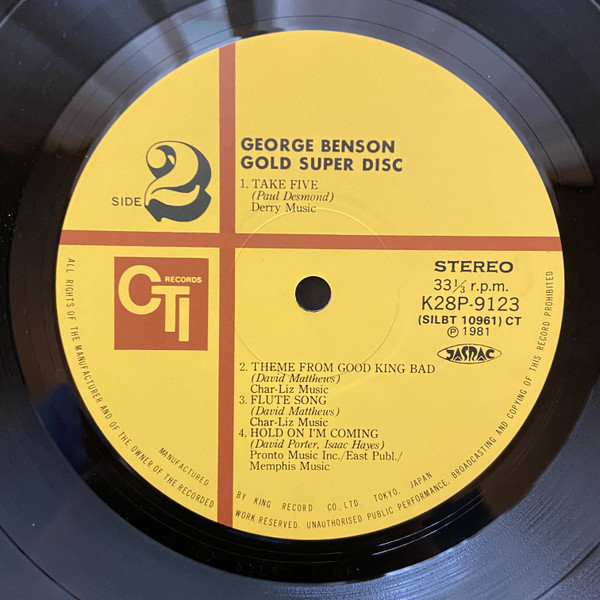 GEORGE BENSON
GOLD SUPER DISC
SIDE 2
1. TAKE FIVE
(Paul Desmond)
Derry Music
CTI RECORDS
STEREO
33⅓ r.p.m.
K28P-9123
(SILBT 10961) CT
Ⓟ 1981
JASRAC
2. THEME FROM GOOD KING BAD
(David Matthews)
Char-Liz Music
3. FLUTE SONG
(David Matthews)
Char-Liz Music
4. HOLD ON I'M COMING
(David Porter, Isaac Hayes)
Pronto Music Inc./East Publ./
Memphis Music
MANUFACTURED BY KING RECORD CO., LTD. TOKYO, JAPAN
ALL RIGHTS OF THE MANUFACTURER AND OF THE OWNER OF THE RECORDED WORK RESERVED. UNAUTHORISED PUBLIC PERFORMANCE, BROADCASTING AND COPYING OF THIS RECORD PROHIBITED